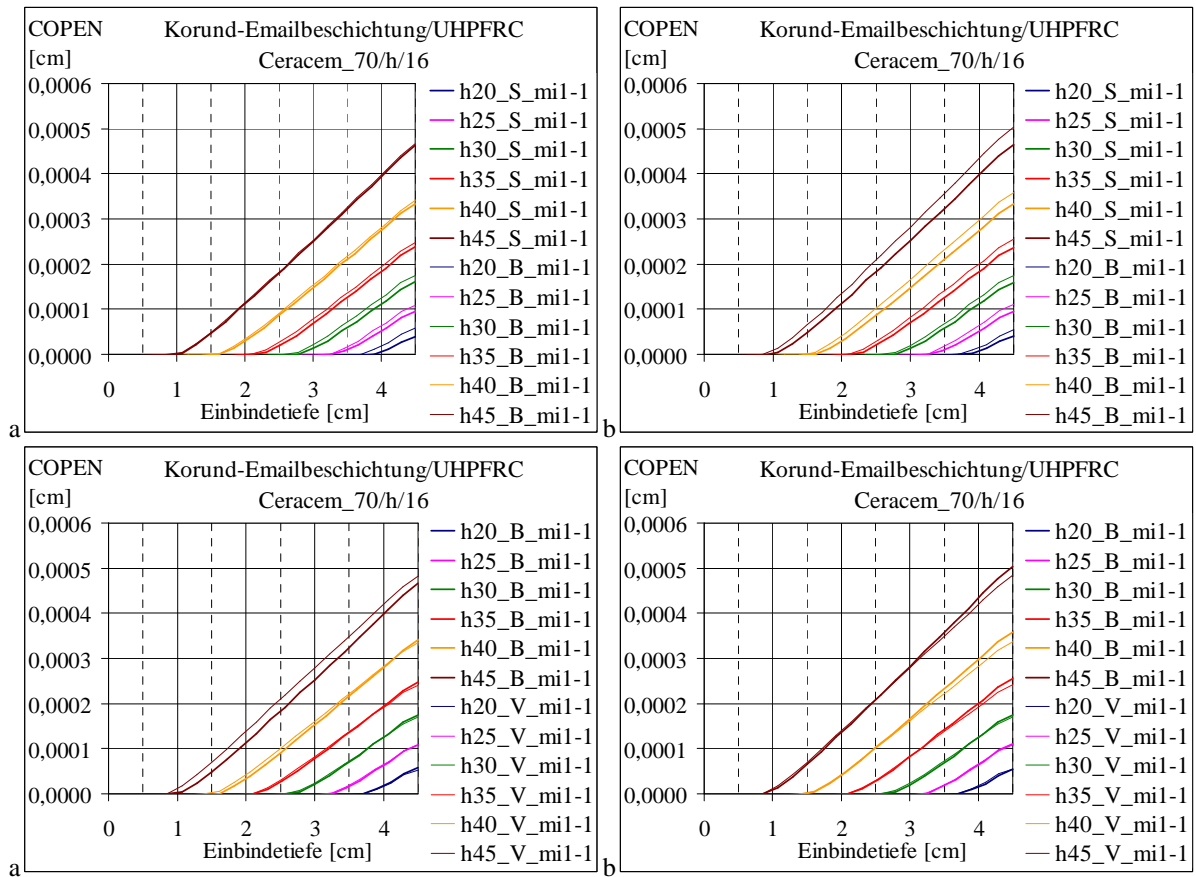 COPEN Korund-Emailbeschichtung/UHPFRC
[cm] Ceracem_70/h/16
0,0006
0,0005
0,0004
0,0003
0,0002
0,0001
0,0000
0 1 2 3 4
Einbindetiefe [cm]
h20_S_mi1-1
h25_S_mi1-1
h30_S_mi1-1
h35_S_mi1-1
h40_S_mi1-1
h45_S_mi1-1
h20_B_mi1-1
h25_B_mi1-1
h30_B_mi1-1
h35_B_mi1-1
h40_B_mi1-1
h45_B_mi1-1
a
COPEN Korund-Emailbeschichtung/UHPFRC
[cm] Ceracem_70/h/16
0,0006
0,0005
0,0004
0,0003
0,0002
0,0001
0,0000
0 1 2 3 4
Einbindetiefe [cm]
h20_S_mi1-1
h25_S_mi1-1
h30_S_mi1-1
h35_S_mi1-1
h40_S_mi1-1
h45_S_mi1-1
h20_B_mi1-1
h25_B_mi1-1
h30_B_mi1-1
h35_B_mi1-1
h40_B_mi1-1
h45_B_mi1-1
b
COPEN Korund-Emailbeschichtung/UHPFRC
[cm] Ceracem_70/h/16
0,0006
0,0005
0,0004
0,0003
0,0002
0,0001
0,0000
0 1 2 3 4
Einbindetiefe [cm]
h20_B_mi1-1
h25_B_mi1-1
h30_B_mi1-1
h35_B_mi1-1
h40_B_mi1-1
h45_B_mi1-1
h20_V_mi1-1
h25_V_mi1-1
h30_V_mi1-1
h35_V_mi1-1
h40_V_mi1-1
h45_V_mi1-1
a
COPEN Korund-Emailbeschichtung/UHPFRC
[cm] Ceracem_70/h/16
0,0006
0,0005
0,0004
0,0003
0,0002
0,0001
0,0000
0 1 2 3 4
Einbindetiefe [cm]
h20_B_mi1-1
h25_B_mi1-1
h30_B_mi1-1
h35_B_mi1-1
h40_B_mi1-1
h45_B_mi1-1
h20_V_mi1-1
h25_V_mi1-1
h30_V_mi1-1
h35_V_mi1-1
h40_V_mi1-1
h45_V_mi1-1
b